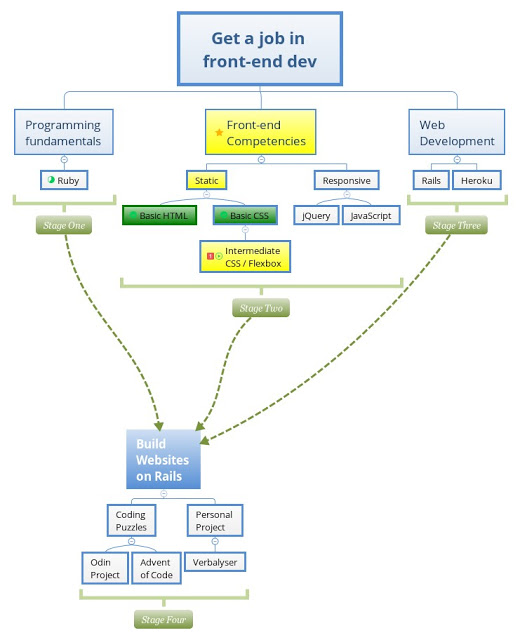 Get a job in
front-end dev
Programming
fundamentals
Front-end
Competencies
Web
Development
Ruby
Static
Responsive
Rails
Heroku
Basic HTML
Basic CSS
jQuery
JavaScript
Stage One
Stage Three
Intermediate
CSS / Flexbox
Stage Two
Build
Websites
on Rails
Coding
Puzzles
Personal
Project
Odin
Project
Advent
of Code
Verbalyser
Stage Four